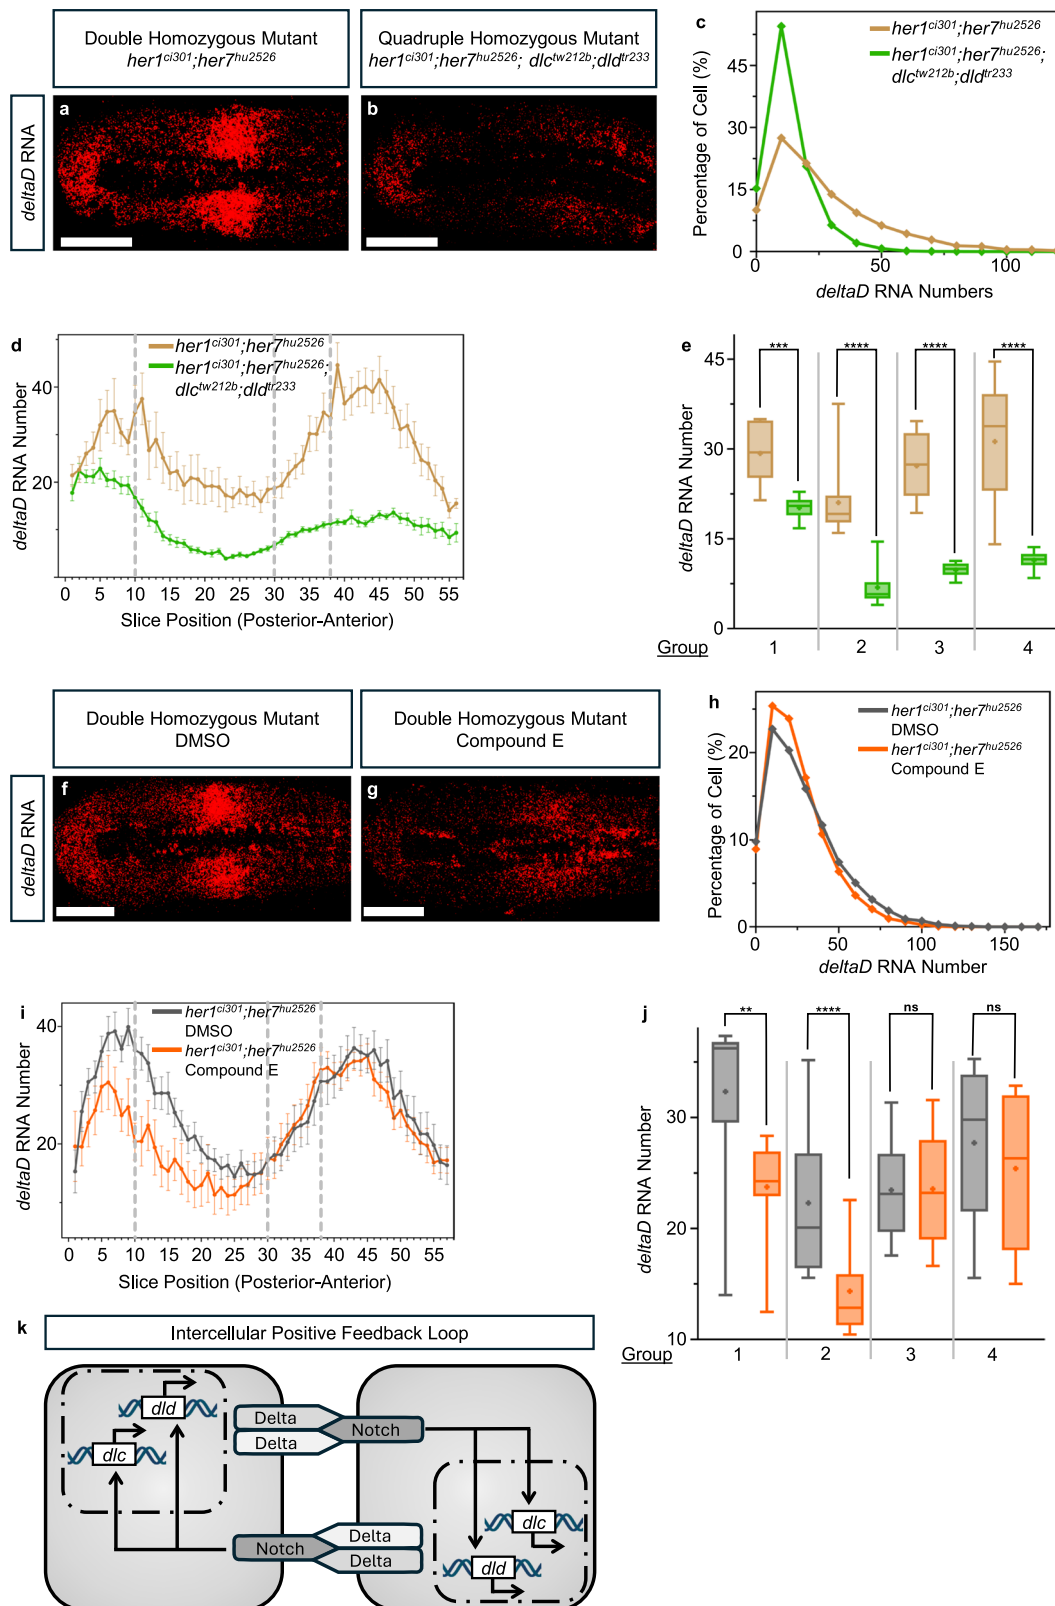 Double Homozygous Mutant
her1ci301;her7hu2526
Quadruple Homozygous Mutant
her1ci301;her7hu2526; dlctw212b;dldtr233
deltaD RNA
a
b
c
her1ci301;her7hu2526
her1ci301;her7hu2526;
dlctw212b;dldtr233
Percentage of Cell (%)
45
30
15
0
0 50 100
deltaD RNA Numbers
d
her1ci301;her7hu2526
her1ci301;her7hu2526;
dlctw212b;dldtr233
deltaD RNA Number
40
20
0 5 10 15 20 25 30 35 40 45 50 55
Slice Position (Posterior-Anterior)
e
*** **** **** ****
deltaD RNA Number
45
30
15
0
Group 1 2 3 4
Double Homozygous Mutant
DMSO
Double Homozygous Mutant
Compound E
deltaD RNA
f
g
h
her1ci301;her7hu2526
DMSO
her1ci301;her7hu2526
Compound E
Percentage of Cell (%)
20
10
0
0 50 100 150
deltaD RNA Number
i
her1ci301;her7hu2526
DMSO
her1ci301;her7hu2526
Compound E
deltaD RNA Number
40
20
0 5 10 15 20 25 30 35 40 45 50 55
Slice Position (Posterior-Anterior)
j
** **** ns ns
deltaD RNA Number
30
20
10
Group 1 2 3 4
k
Intercellular Positive Feedback Loop
dld
dlc
Delta
Delta
Notch
Notch
Delta
Delta
dlc
dld